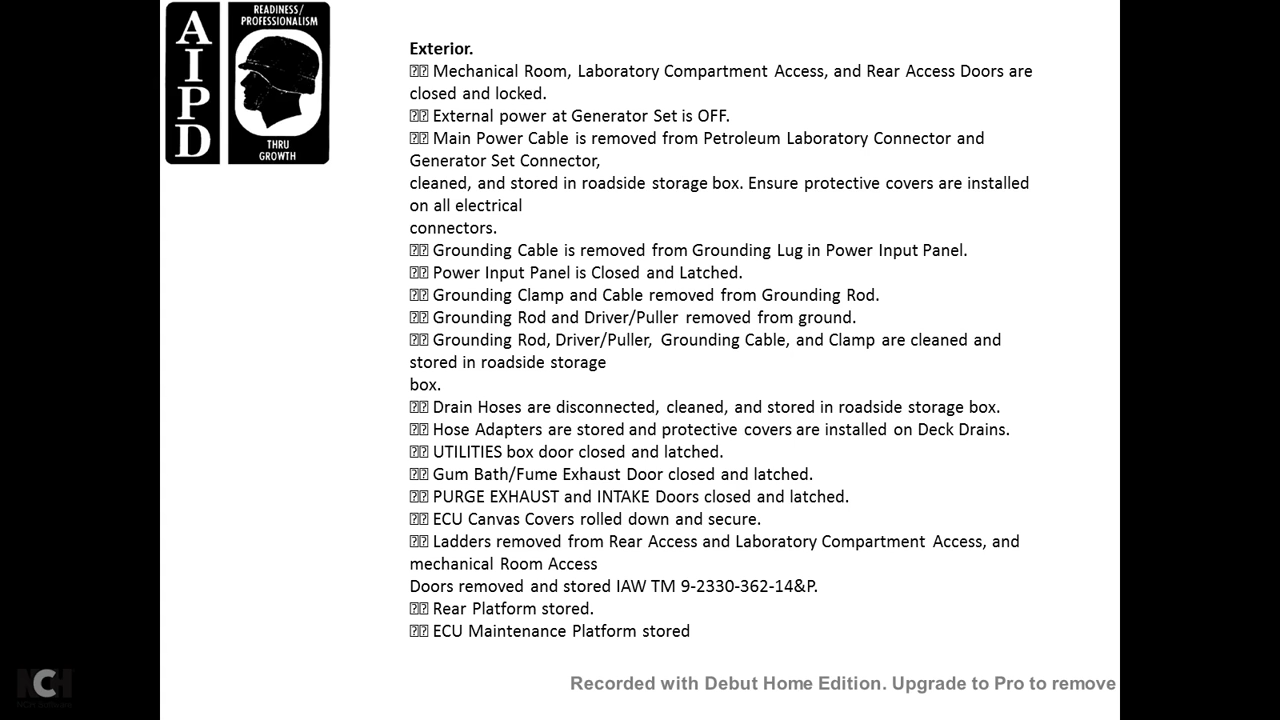 READINESS/
PROFESSIONALISM
AIPD
THRU
GROWTH
Exterior.
Mechanical Room, Laboratory Compartment Access, and Rear Access Doors are
closed and locked.
External power at Generator Set is OFF.
Main Power Cable is removed from Petroleum Laboratory Connector and
Generator Set Connector,
cleaned, and stored in roadside storage box. Ensure protective covers are installed
on all electrical
connectors.
Grounding Cable is removed from Grounding Lug in Power Input Panel.
Power Input Panel is Closed and Latched.
Grounding Clamp and Cable removed from Grounding Rod.
Grounding Rod and Driver/Puller removed from ground.
Grounding Rod, Driver/Puller, Grounding Cable, and Clamp are cleaned and
stored in roadside storage
box.
Drain Hoses are disconnected, cleaned, and stored in roadside storage box.
Hose Adapters are stored and protective covers are installed on Deck Drains.
UTILITIES box door closed and latched.
Gum Bath/Fume Exhaust Door closed and latched.
PURGE EXHAUST and INTAKE Doors closed and latched.
ECU Canvas Covers rolled down and secure.
Ladders removed from Rear Access and Laboratory Compartment Access, and
mechanical Room Access
Doors removed and stored IAW TM 9-2330-362-14&P.
Rear Platform stored.
ECU Maintenance Platform stored
NCH
Recorded with Debut Home Edition. Upgrade to Pro to remove